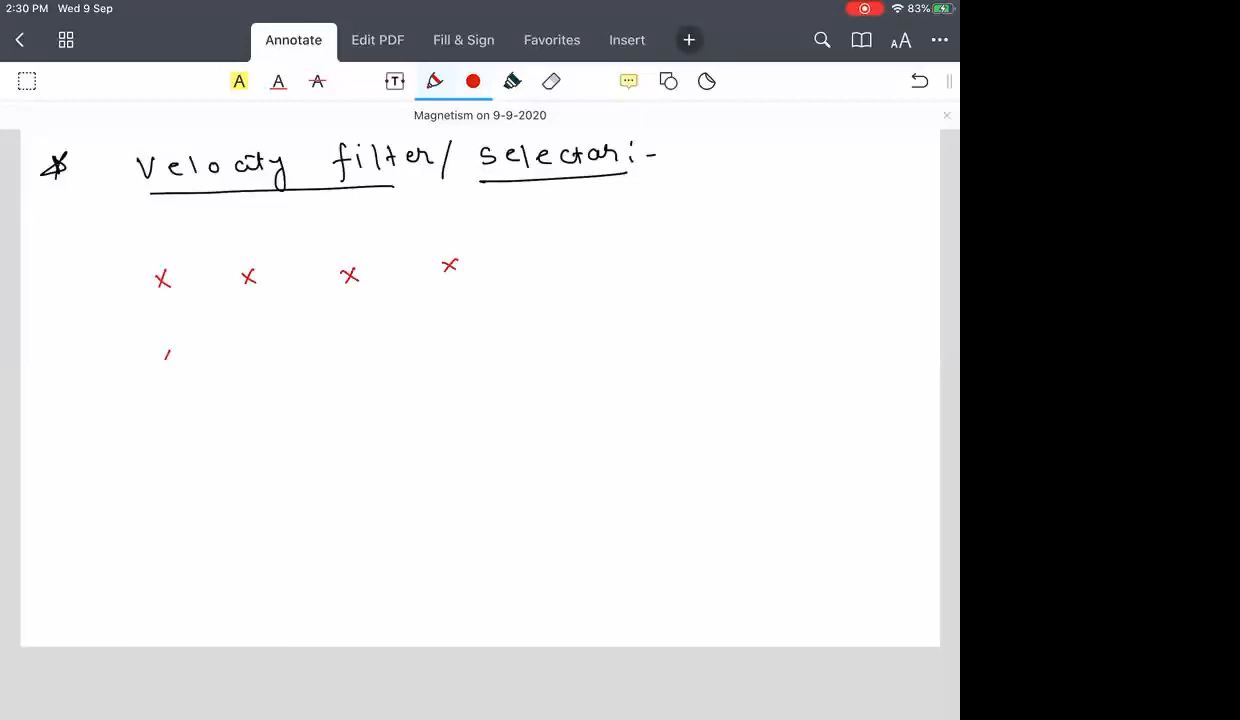 2:30 PM Wed 9 Sep 83%
Annotate Edit PDF Fill & Sign Favorites Insert
A A A T
Magnetism on 9-9-2020
Velocity filter/ selector:-
x x x x